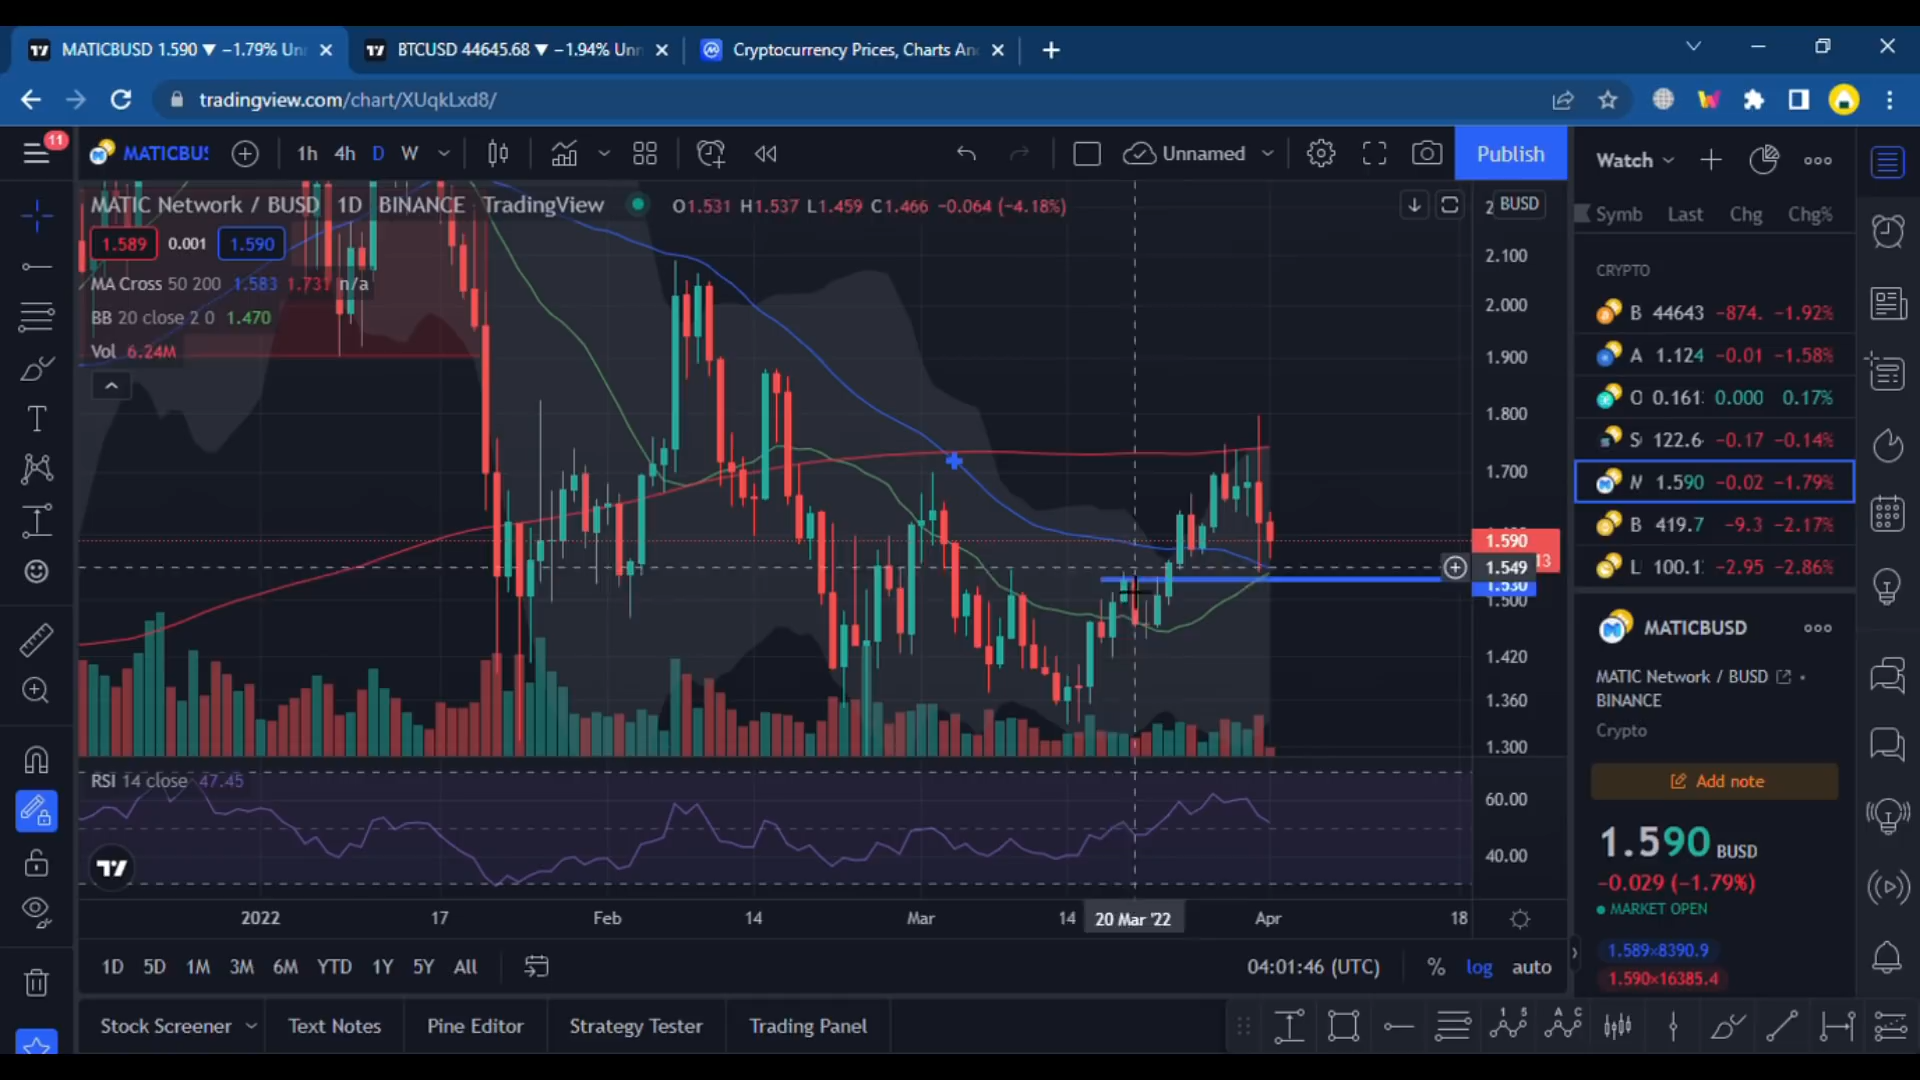 MATICBUSD 1.590 ▼ −1.79% Un
BTCUSD 44645.68 ▼ −1.94% Unn
Cryptocurrency Prices, Charts An
tradingview.com/chart/XUqkLxd8/
11
MATICBUS
1h 4h D W
Unnamed
Publish
Watch
MATIC Network / BUSD 1D BINANCE TradingView
O1.531 H1.537 L1.459 C1.466 −0.064 (−4.18%)
BUSD
1.589 0.001 1.590
MA Cross 50 200 1.583 1.731 n/a
BB 20 close 2 0 1.470
Vol 6.24M
2.100
2.000
1.900
1.800
1.700
1.590
13
1.549
1.530
1.500
1.420
1.360
1.300
RSI 14 close 47.45
60.00
40.00
2022 17 Feb 14 Mar 14 20 Mar '22 Apr 18
1D 5D 1M 3M 6M YTD 1Y 5Y All
04:01:46 (UTC) % log auto
Stock Screener Text Notes Pine Editor Strategy Tester Trading Panel
Symb Last Chg Chg%
CRYPTO
B 44643 −874. −1.92%
A 1.124 −0.01 −1.58%
O 0.161 0.000 0.17%
S 122.6 −0.17 −0.14%
M 1.590 −0.02 −1.79%
B 419.7 −9.3 −2.17%
L 100.1 −2.95 −2.86%
MATICBUSD
MATIC Network / BUSD
BINANCE
Crypto
Add note
1.590 BUSD
−0.029 (−1.79%)
MARKET OPEN
1.589×8390.9
1.590×16385.4